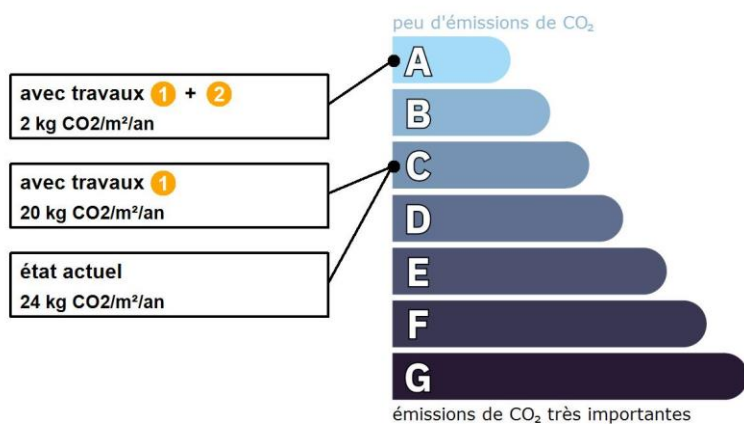 peu d'émissions de CO₂
A
avec travaux 1 + 2
2 kg CO2/m²/an
B
C
avec travaux 1
20 kg CO2/m²/an
D
état actuel
24 kg CO2/m²/an
E
F
G
émissions de CO₂ très importantes